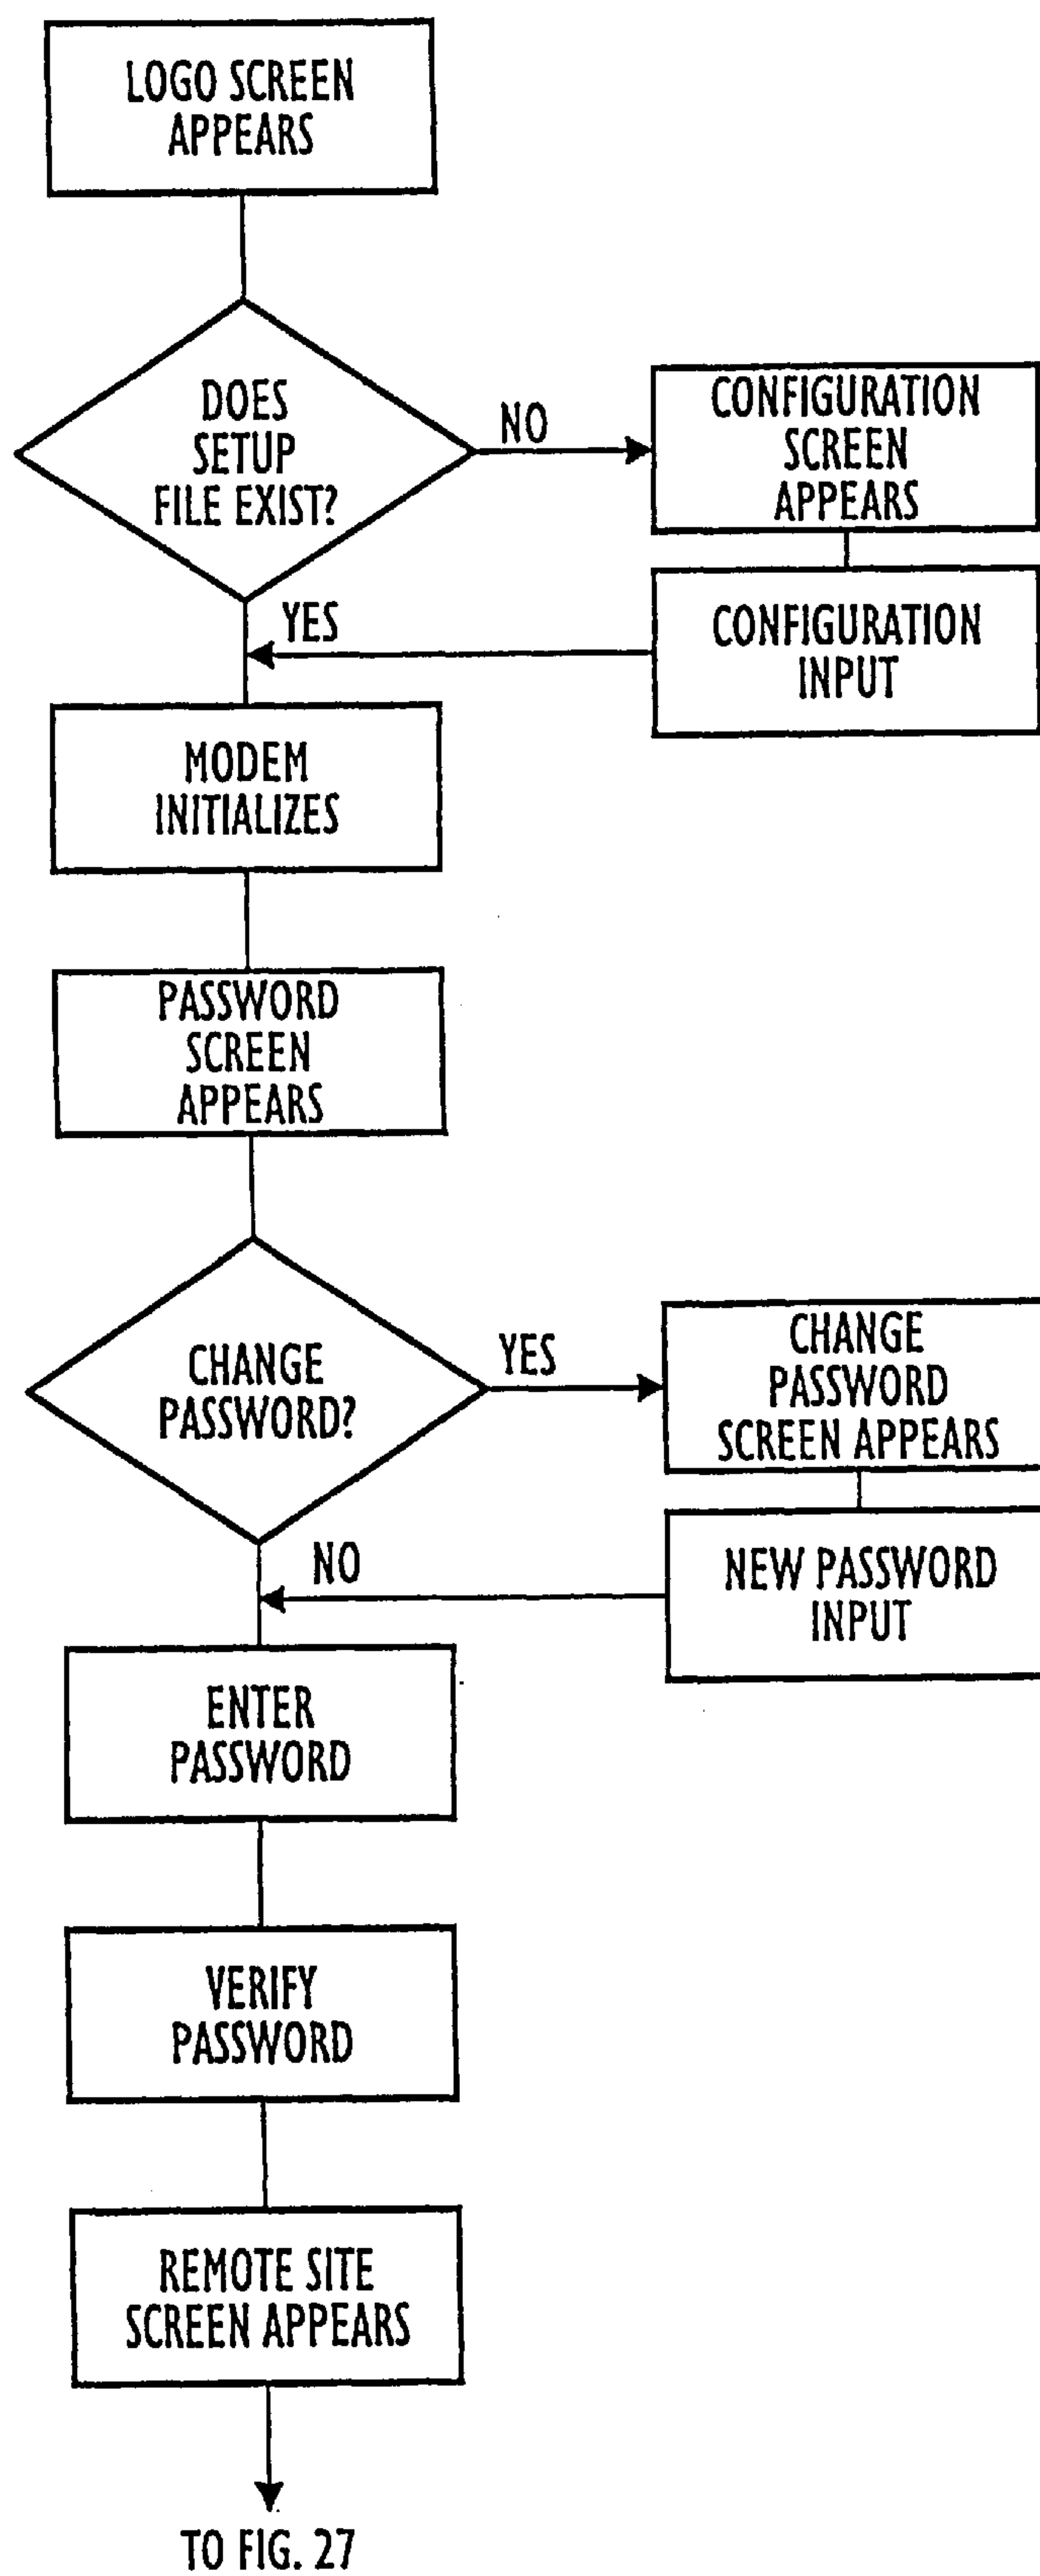 LOGO SCREEN
APPEARS
DOES
SETUP
FILE EXIST?
NO
CONFIGURATION
SCREEN
APPEARS
YES
CONFIGURATION
INPUT
MODEM
INITIALIZES
PASSWORD
SCREEN
APPEARS
CHANGE
PASSWORD?
YES
CHANGE
PASSWORD
SCREEN APPEARS
NO
NEW PASSWORD
INPUT
ENTER
PASSWORD
VERIFY
PASSWORD
REMOTE SITE
SCREEN APPEARS
TO FIG. 27